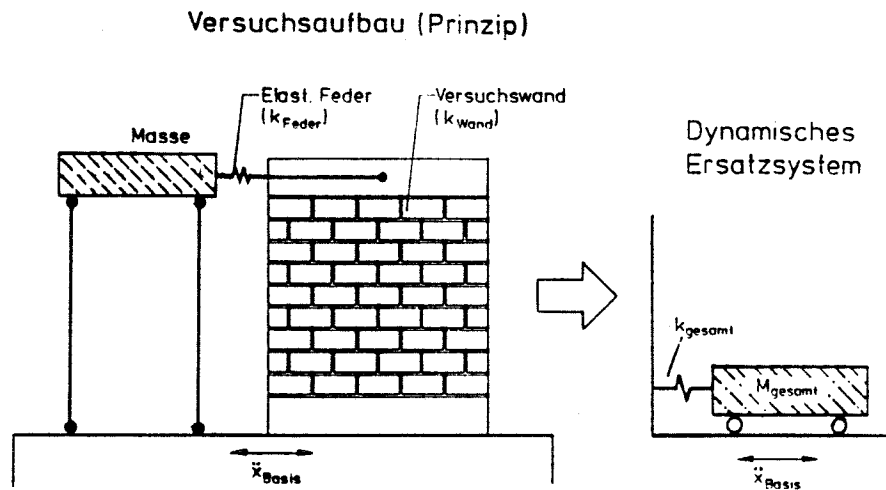 Versuchsaufbau (Prinzip)
Elast. Feder
(kFeder)
Versuchswand
(kWand)
Masse
Dynamisches
Ersatzsystem
kgesamt
Mgesamt
ẍBasis
ẍBasis